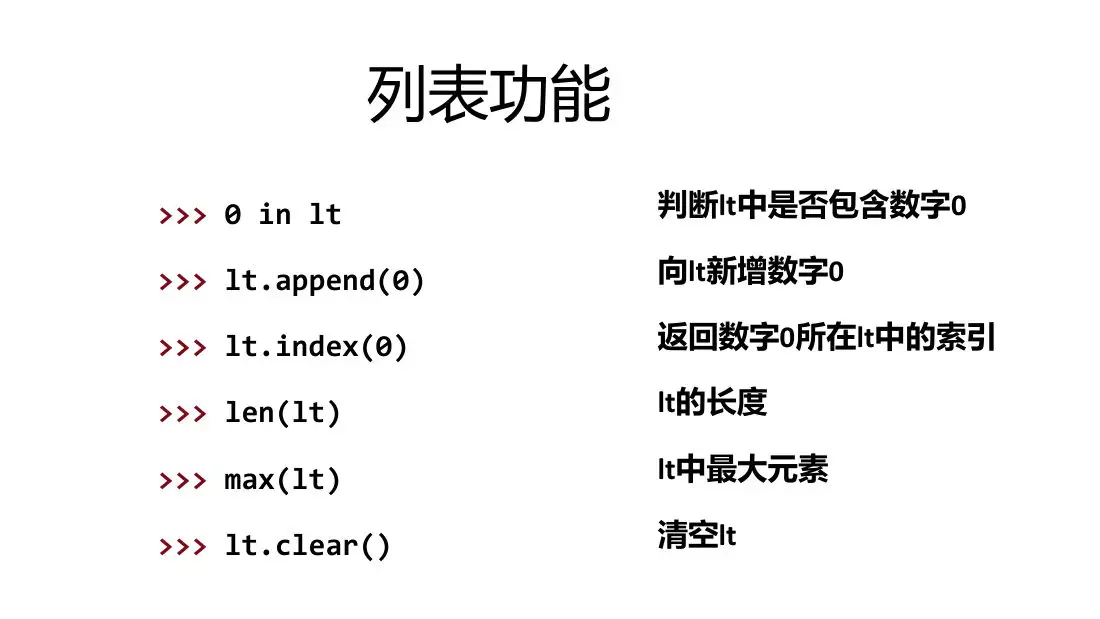 列表功能
>>> 0 in lt 判断lt中是否包含数字0
>>> lt.append(0) 向lt新增数字0
>>> lt.index(0) 返回数字0所在lt中的索引
>>> len(lt) lt的长度
>>> max(lt) lt中最大元素
>>> lt.clear() 清空lt